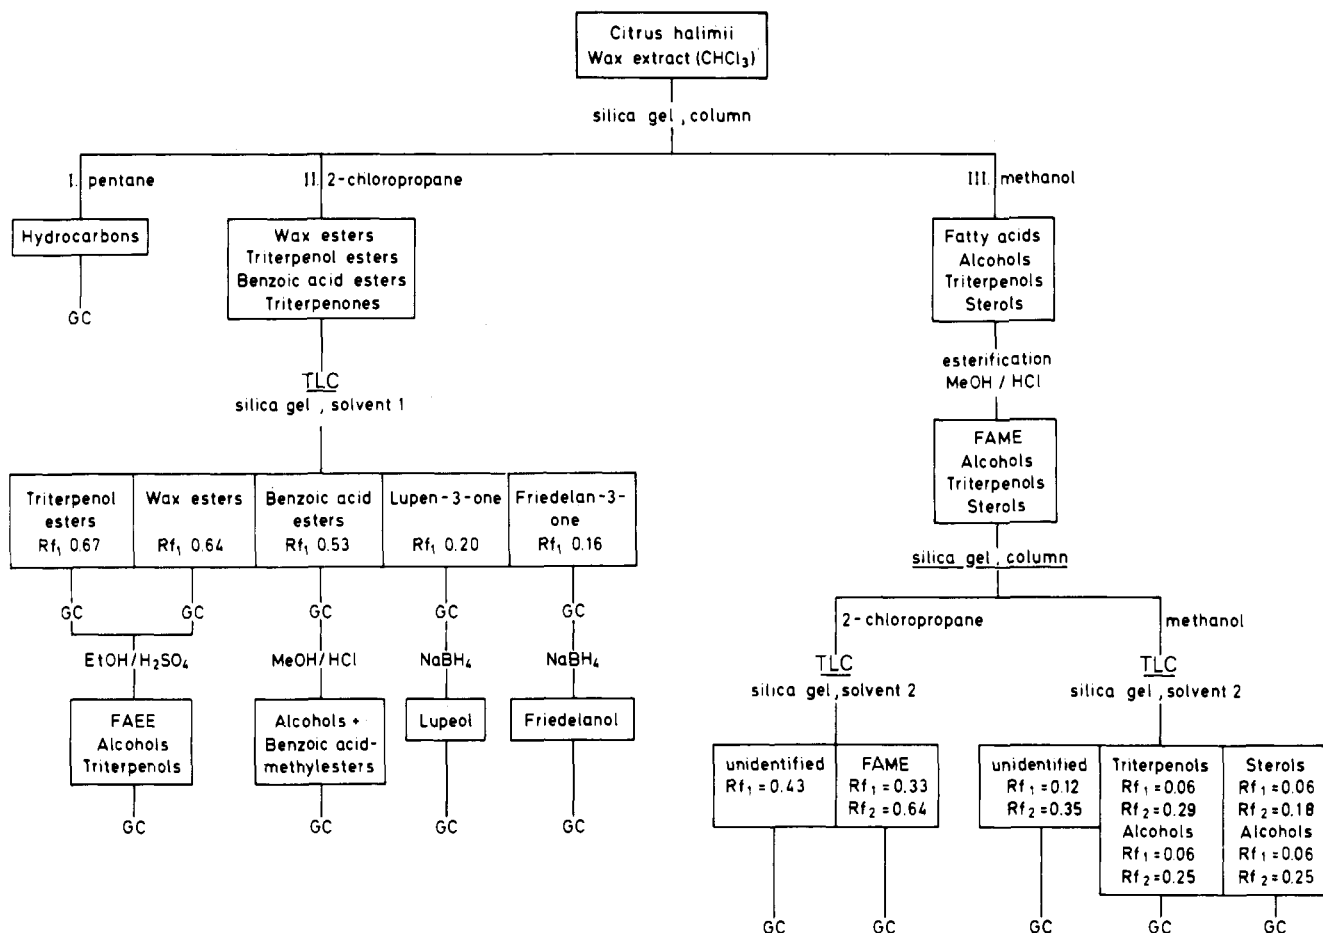 Citrus halimii
Wax extract (CHCl₃)
silica gel, column
I. pentane
II. 2-chloropropane
III. methanol
Hydrocarbons
GC
Wax esters
Triterpenol esters
Benzoic acid esters
Triterpenones
TLC
silica gel, solvent 1
Triterpenol
esters
Rf₁ 0.67
Wax esters
Rf₁ 0.64
Benzoic acid
esters
Rf₁ 0.53
Lupen-3-one
Rf₁ 0.20
Friedelan-3-
one
Rf₁ 0.16
GC
GC
GC
GC
GC
EtOH/H₂SO₄
MeOH/HCl
NaBH₄
NaBH₄
FAEE
Alcohols
Triterpenols
Alcohols +
Benzoic acid-
methylesters
Lupeol
Friedelanol
GC
GC
GC
GC
Fatty acids
Alcohols
Triterpenols
Sterols
esterification
MeOH / HCl
FAME
Alcohols
Triterpenols
Sterols
silica gel, column
2-chloropropane
methanol
TLC
silica gel, solvent 2
TLC
silica gel, solvent 2
unidentified
Rf₁ = 0.43
FAME
Rf₁ = 0.33
Rf₂ = 0.64
unidentified
Rf₁ = 0.12
Rf₂ = 0.35
Triterpenols
Rf₁ = 0.06
Rf₂ = 0.29
Alcohols
Rf₁ = 0.06
Rf₂ = 0.25
Sterols
Rf₁ = 0.06
Rf₂ = 0.18
Alcohols
Rf₁ = 0.06
Rf₂ = 0.25
GC
GC
GC
GC
GC